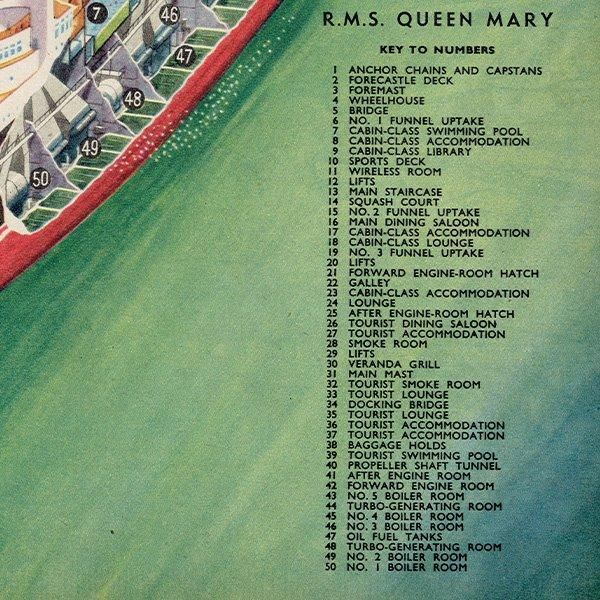 7
46
47
48
49
50
R.M.S. QUEEN MARY
KEY TO NUMBERS
1 ANCHOR CHAINS AND CAPSTANS
2 FORECASTLE DECK
3 FOREMAST
4 WHEELHOUSE
5 BRIDGE
6 NO. 1 FUNNEL UPTAKE
7 CABIN-CLASS SWIMMING POOL
8 CABIN-CLASS ACCOMMODATION
9 CABIN-CLASS LIBRARY
10 SPORTS DECK
11 WIRELESS ROOM
12 LIFTS
13 MAIN STAIRCASE
14 SQUASH COURT
15 NO. 2 FUNNEL UPTAKE
16 MAIN DINING SALOON
17 CABIN-CLASS ACCOMMODATION
18 CABIN-CLASS LOUNGE
19 NO. 3 FUNNEL UPTAKE
20 LIFTS
21 FORWARD ENGINE-ROOM HATCH
22 GALLEY
23 CABIN-CLASS ACCOMMODATION
24 LOUNGE
25 AFTER ENGINE-ROOM HATCH
26 TOURIST DINING SALOON
27 TOURIST ACCOMMODATION
28 SMOKE ROOM
29 LIFTS
30 VERANDA GRILL
31 MAIN MAST
32 TOURIST SMOKE ROOM
33 TOURIST LOUNGE
34 DOCKING BRIDGE
35 TOURIST LOUNGE
36 TOURIST ACCOMMODATION
37 TOURIST ACCOMMODATION
38 BAGGAGE HOLDS
39 TOURIST SWIMMING POOL
40 PROPELLER SHAFT TUNNEL
41 AFTER ENGINE ROOM
42 FORWARD ENGINE ROOM
43 NO. 5 BOILER ROOM
44 TURBO-GENERATING ROOM
45 NO. 4 BOILER ROOM
46 NO. 3 BOILER ROOM
47 OIL FUEL TANKS
48 TURBO-GENERATING ROOM
49 NO. 2 BOILER ROOM
50 NO. 1 BOILER ROOM